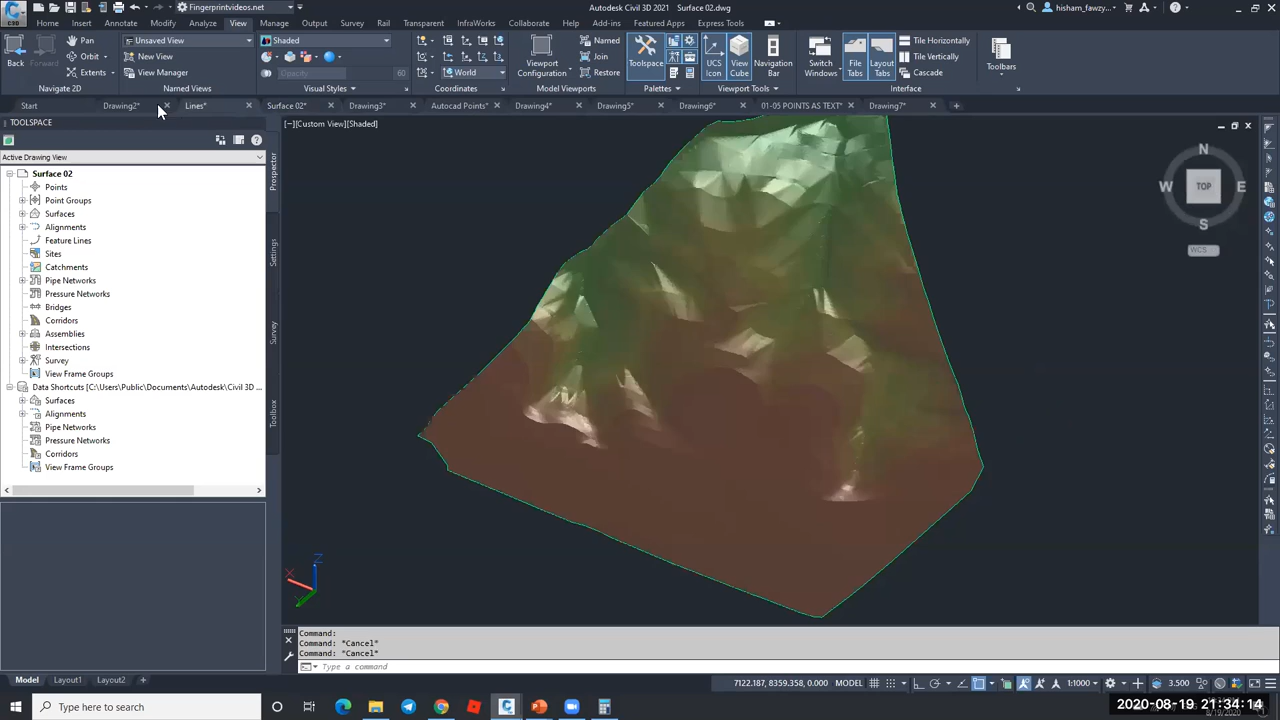 Fingerprintvideos.net
Autodesk Civil 3D 2021 Surface 02.dwg
hisham_fawzy...
C3D
Home Insert Annotate Modify Analyze View Manage Output Survey Rail Transparent InfraWorks Collaborate Help Add-ins Featured Apps Express Tools
Back
Forward
Pan
Orbit
Extents
Navigate 2D
Unsaved View
New View
View Manager
Named Views
Shaded
Opacity 60
Visual Styles
World
Coordinates
Viewport
Configuration
Named
Join
Restore
Model Viewports
Toolspace
Palettes
UCS
Icon
View
Cube
Navigation
Bar
Viewport Tools
Switch
Windows
File
Tabs
Layout
Tabs
Tile Horizontally
Tile Vertically
Cascade
Interface
Toolbars
Start Drawing2* Lines* Surface 02* Drawing3* Autocad Points* Drawing4* Drawing5* Drawing6* 01-05 POINTS AS TEXT* Drawing7*
TOOLSPACE
Active Drawing View
Surface 02
Points
Point Groups
Surfaces
Alignments
Feature Lines
Sites
Catchments
Pipe Networks
Pressure Networks
Bridges
Corridors
Assemblies
Intersections
Survey
View Frame Groups
Data Shortcuts [C:\Users\Public\Documents\Autodesk\Civil 3D ...
Surfaces
Alignments
Pipe Networks
Pressure Networks
Corridors
View Frame Groups
Prospector
Settings
Survey
Toolbox
[−][Custom View][Shaded]
N
W TOP E
S
WCS
Z
X
Y
Command:
Command: *Cancel*
Command: *Cancel*
Type a command
Model Layout1 Layout2
7122.187, 8359.358, 0.000 MODEL 1:1000 3.500
Type here to search
2020-08-19 21:34:14